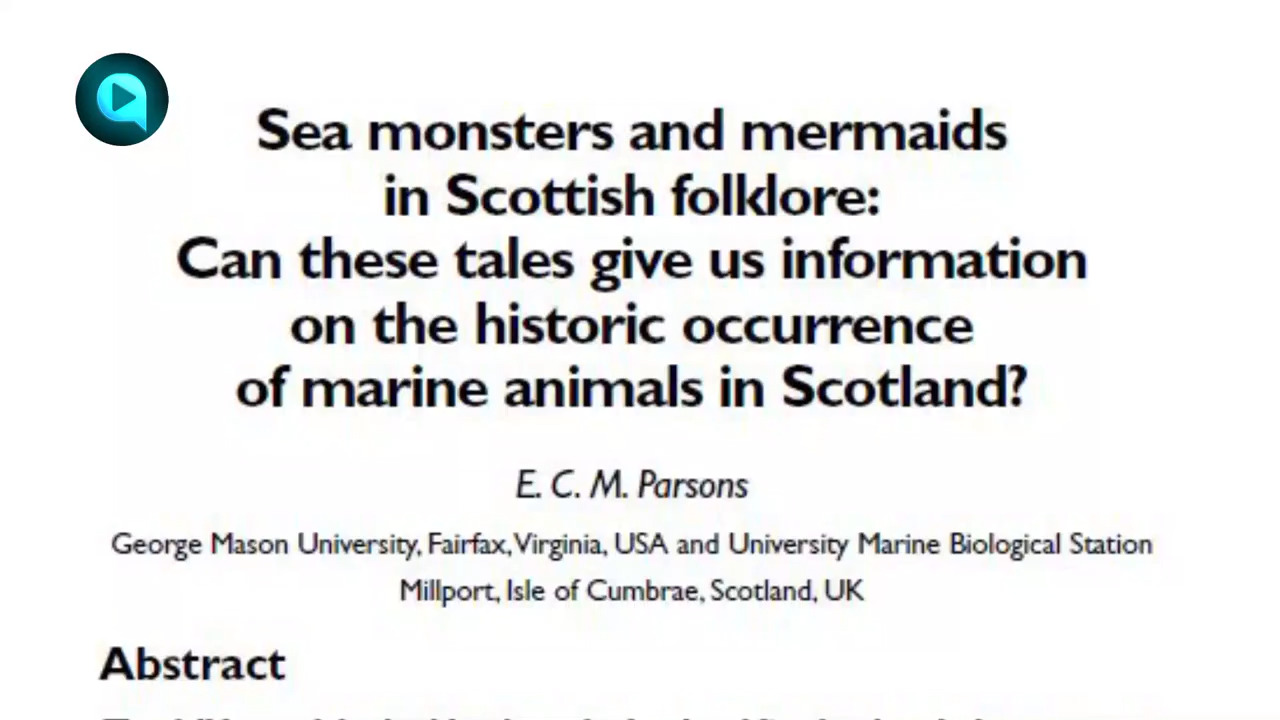 Sea monsters and mermaids
in Scottish folklore:
Can these tales give us information
on the historic occurrence
of marine animals in Scotland?
E. C. M. Parsons
George Mason University, Fairfax, Virginia, USA and University Marine Biological Station
Millport, Isle of Cumbrae, Scotland, UK
Abstract